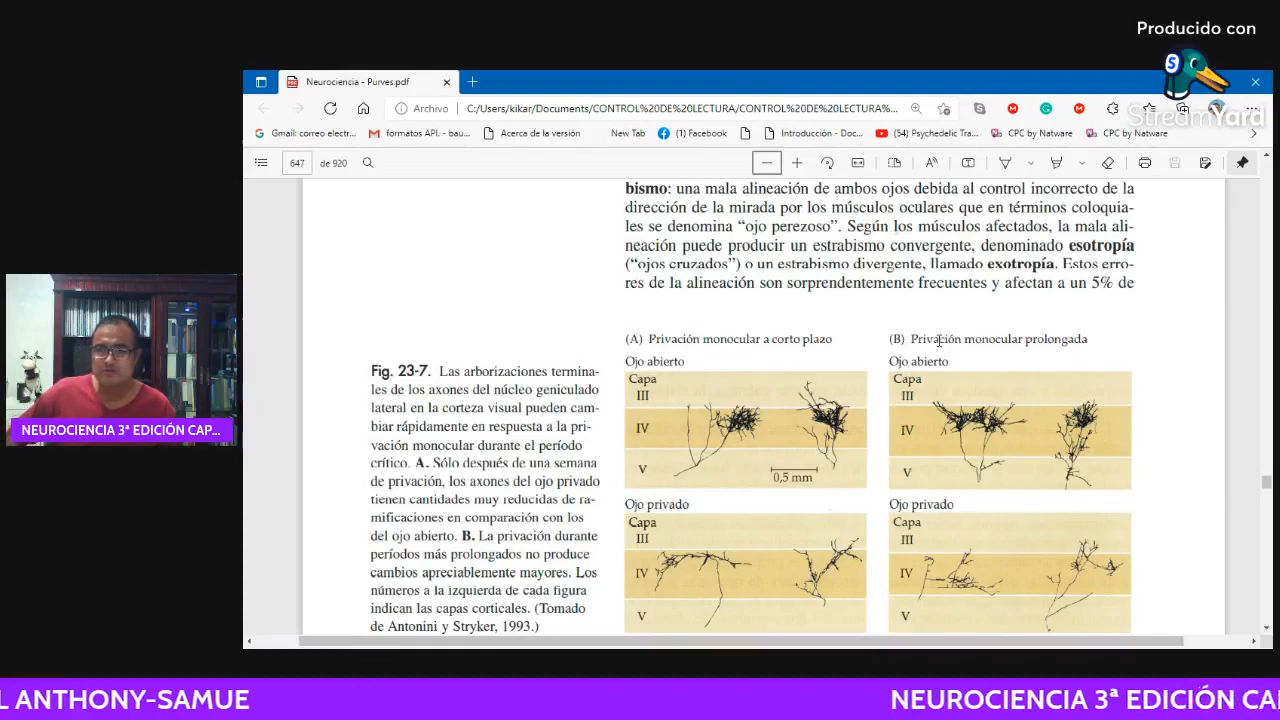 Producido con
StreamYard
Neurociencia - Purves.pdf
Archivo
C:/Users/kikar/Documents/CONTROL%20DE%20LECTURA/CONTROL%20DE%20LECTURA%...
Gmail: correo electr...
formatos APL - bau...
Acerca de la versión
New Tab
(1) Facebook
Introducción - Doc...
(54) Psychedelic Tra...
CPC by Natware
CPC by Natware
647
de 920
bismo: una mala alineación de ambos ojos debida al control incorrecto de la
dirección de la mirada por los músculos oculares que en términos coloquia-
les se denomina “ojo perezoso”. Según los músculos afectados, la mala ali-
neación puede producir un estrabismo convergente, denominado esotropía
(“ojos cruzados”) o un estrabismo divergente, llamado exotropía. Estos erro-
res de la alineación son sorprendentemente frecuentes y afectan a un 5% de
Fig. 23-7. Las arborizaciones termina-
les de los axones del núcleo geniculado
lateral en la corteza visual pueden cam-
biar rápidamente en respuesta a la pri-
vación monocular durante el período
crítico. A. Sólo después de una semana
de privación, los axones del ojo privado
tienen cantidades muy reducidas de ra-
mificaciones en comparación con los
del ojo abierto. B. La privación durante
períodos más prolongados no produce
cambios apreciablemente mayores. Los
números a la izquierda de cada figura
indican las capas corticales. (Tomado
de Antonini y Stryker, 1993.)
(A) Privación monocular a corto plazo
Ojo abierto
Capa
III
IV
V
0,5 mm
Ojo privado
Capa
III
IV
V
(B) Privación monocular prolongada
Ojo abierto
Capa
III
IV
V
Ojo privado
Capa
III
IV
V
NEUROCIENCIA 3ª EDICIÓN CAP...
L ANTHONY-SAMUE
NEUROCIENCIA 3ª EDICIÓN CA